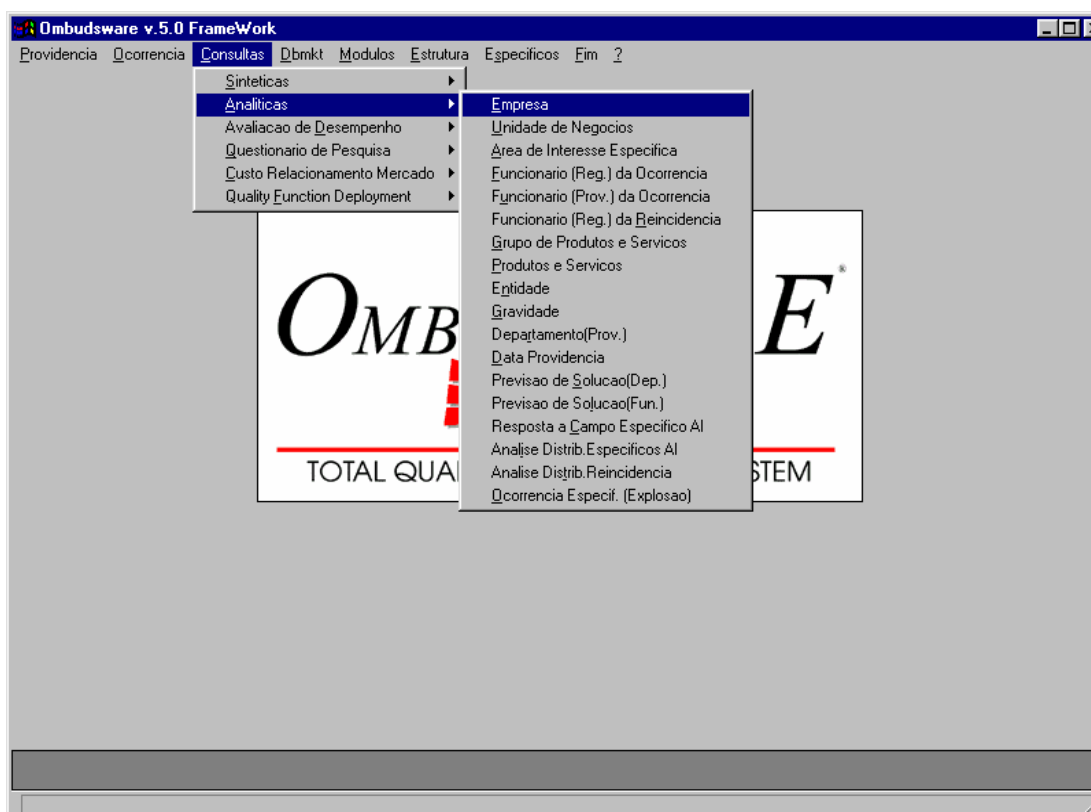 Ombudsware v.5.0 FrameWork
Providencia Ocorrencia Consultas Dbmkt Modulos Estrutura Especificos Fim ?
Sinteticas
Analiticas
Avaliacao de Desempenho
Questionario de Pesquisa
Custo Relacionamento Mercado
Quality Function Deployment
Empresa
Unidade de Negocios
Area de Interesse Especifica
Funcionario (Reg.) da Ocorrencia
Funcionario (Prov.) da Ocorrencia
Funcionario (Reg.) da Reincidencia
Grupo de Produtos e Servicos
Produtos e Servicos
Entidade
Gravidade
Departamento(Prov.)
Data Providencia
Previsao de Solucao(Dep.)
Previsao de Solucao(Fun.)
Resposta a Campo Especifico AI
Analise Distrib.Especificos AI
Analise Distrib.Reincidencia
Ocorrencia Especif. (Explosao)
OMB E®
TOTAL QUA STEM